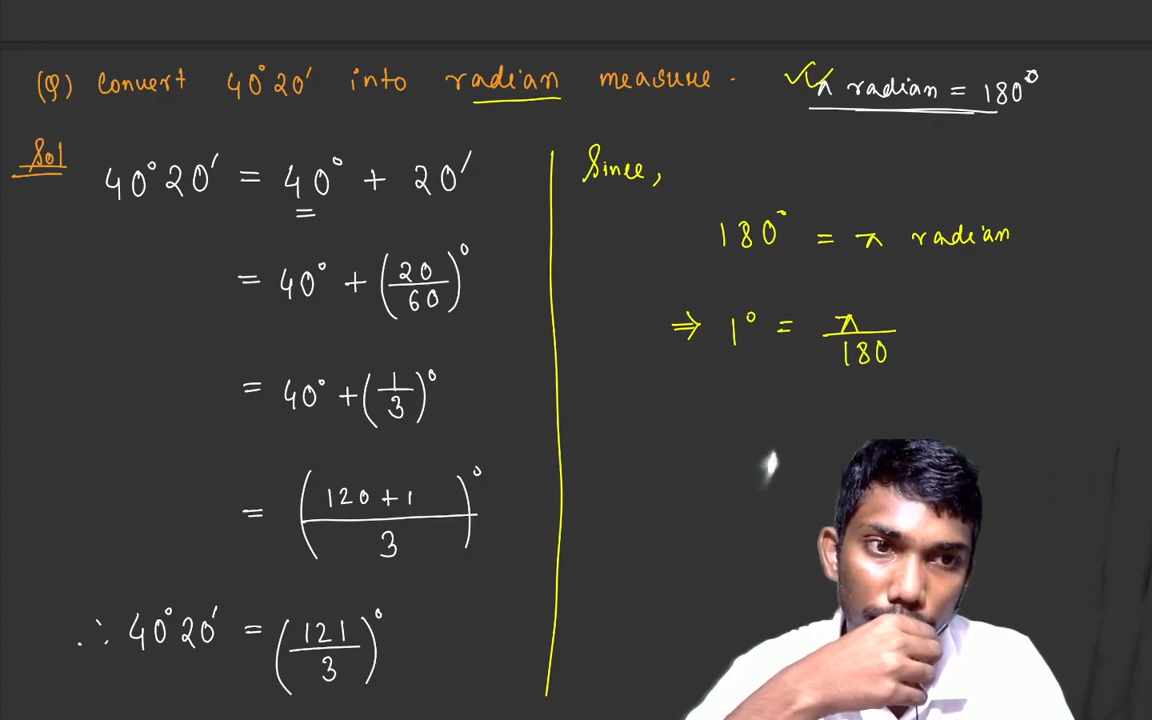 (Q) Convert 40°20' into radian measure. π radian = 180°
Sol
40°20' = 40° + 20'
= 40° + (20/60)°
= 40° + (1/3)°
= (120+1/3)°
∴ 40°20' = (121/3)°
Since,
180° = π radian
⇒ 1° = π/180